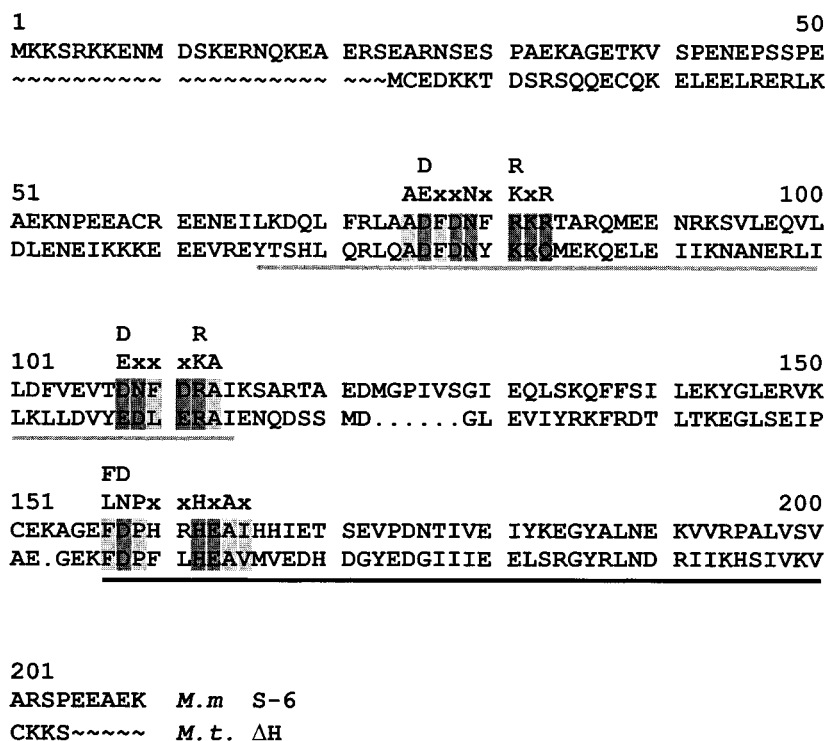 1 50
MKKSRKKENM DSKERNQKEA ERSEARNSES PAEKAGETKV SPENEPSSPE
~~~~~~~~~~ ~~~~~~~~~~ ~~~MCEDKKT DSRSQQECQK ELEELRERLK
D R
51 AExxNx KxR 100
AEKNPEEACR EENEILKDQL FRLAADFDNF RKRTARQMEE NRKSVLEQVL
DLENEIKKKE EEVREYTSHL QRLQADFDNY KKQMEKQELE IIKNANERLI
D R
101 Exx xKA 150
LDFVEVTDNF DRAIKSARTA EDMGPIVSGI EQLSKQFFSI LEKYGLERVK
LKLLDVYEDL ERAIENQDSS MD......GL EVIYRKFRDT LTKEGLSEIP
FD
151 LNPx xHxAx 200
CEKAGEFDPH RHEAIHHIET SEVPDNTIVE IYKEGYALNE KVVRPALVSV
AE.GEKFDPF LHEAVMVEDH DGYEDGIIIE ELSRGYRLND RIIKHSIVKV
201
ARSPEEAEK M.m S-6
CKKS~~~~~ M.t. ΔH